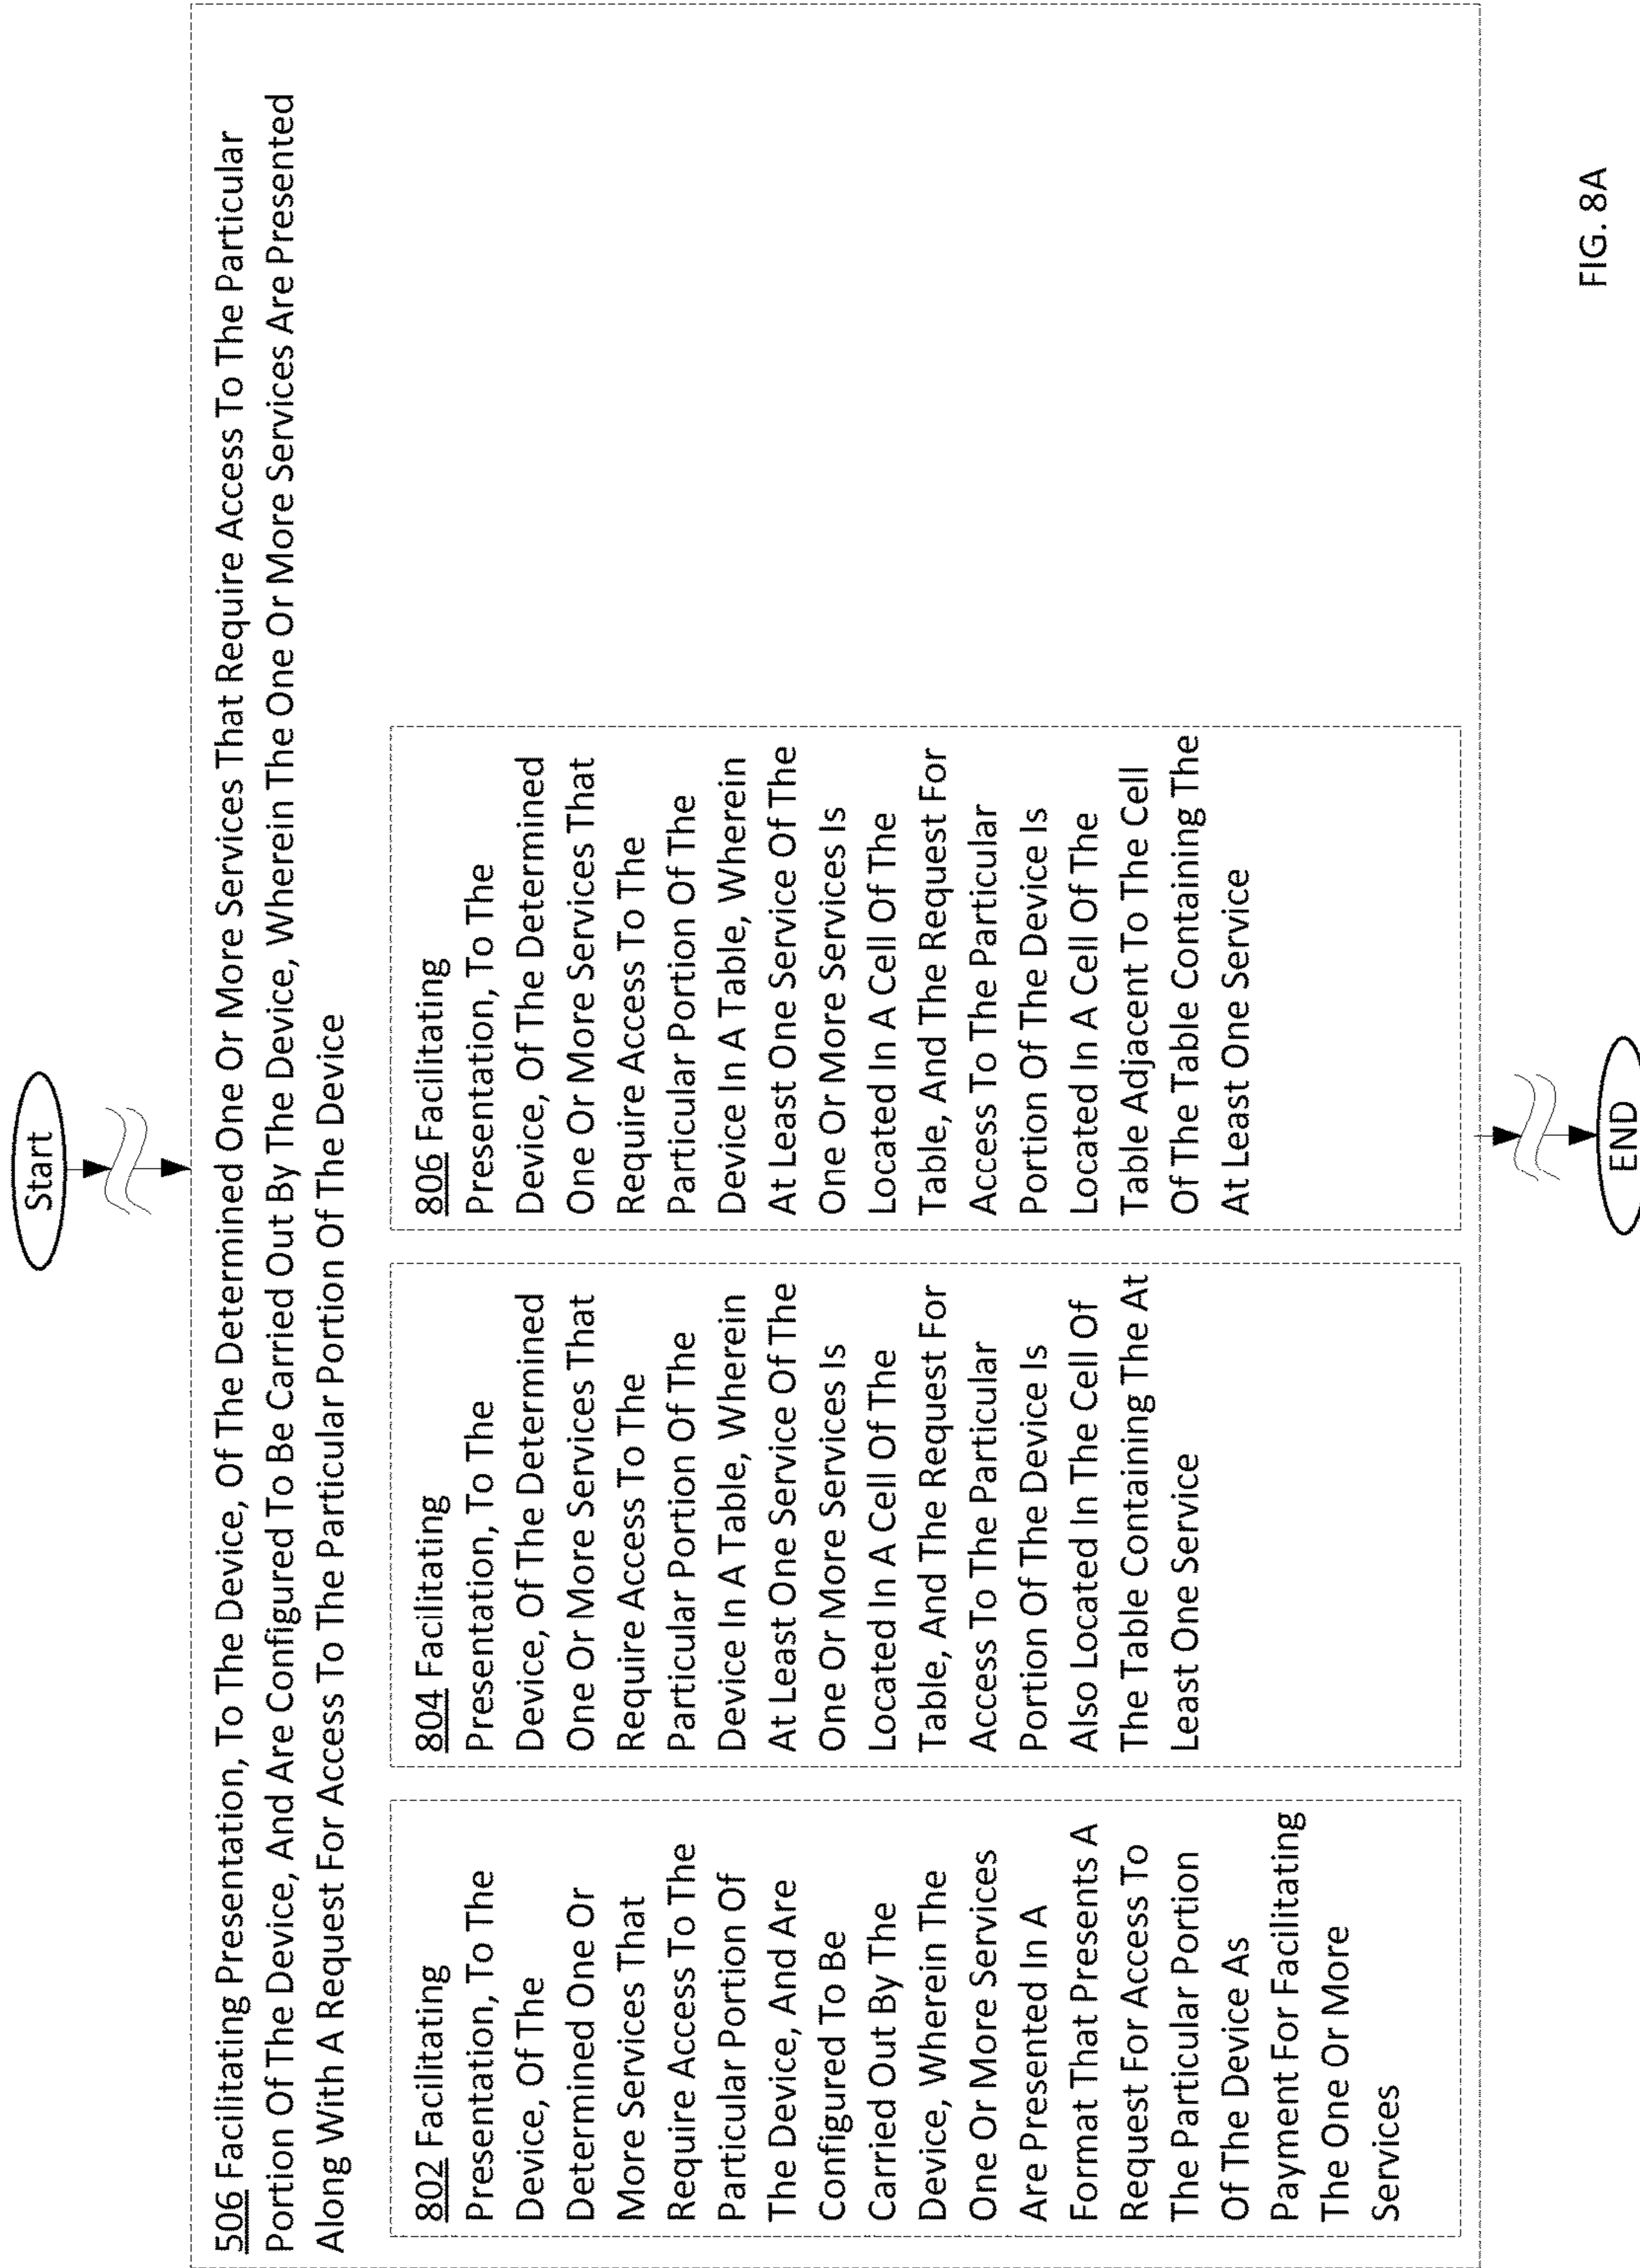 Start
506 Facilitating Presentation, To The Device, Of The Determined One Or More Services That Require Access To The Particular
Portion Of The Device, And Are Configured To Be Carried Out By The Device, Wherein The One Or More Services Are Presented
Along With A Request For Access To The Particular Portion Of The Device
802 Facilitating
Presentation, To The
Device, Of The
Determined One Or
More Services That
Require Access To The
Particular Portion Of
The Device, And Are
Configured To Be
Carried Out By The
Device, Wherein The
One Or More Services
Are Presented In A
Format That Presents A
Request For Access To
The Particular Portion
Of The Device As
Payment For Facilitating
The One Or More
Services
804 Facilitating
Presentation, To The
Device, Of The Determined
One Or More Services That
Require Access To The
Particular Portion Of The
Device In A Table, Wherein
At Least One Service Of The
One Or More Services Is
Located In A Cell Of The
Table, And The Request For
Access To The Particular
Portion Of The Device Is
Also Located In The Cell Of
The Table Containing The At
Least One Service
806 Facilitating
Presentation, To The
Device, Of The Determined
One Or More Services That
Require Access To The
Particular Portion Of The
Device In A Table, Wherein
At Least One Service Of The
One Or More Services Is
Located In A Cell Of The
Table, And The Request For
Access To The Particular
Portion Of The Device Is
Located In A Cell Of The
Table Adjacent To The Cell
Of The Table Containing The
At Least One Service
END
FIG. 8A